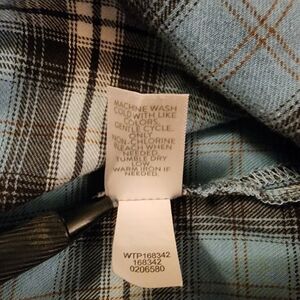 MACHINE WASH
COLD WITH LIKE
COLORS.
GENTLE CYCLE.
ONLY
NON-CHLORINE
BLEACH WHEN
NEEDED.
TUMBLE DRY
LOW
WARM IRON IF
NEEDED.
WTP168342
168342
0206580